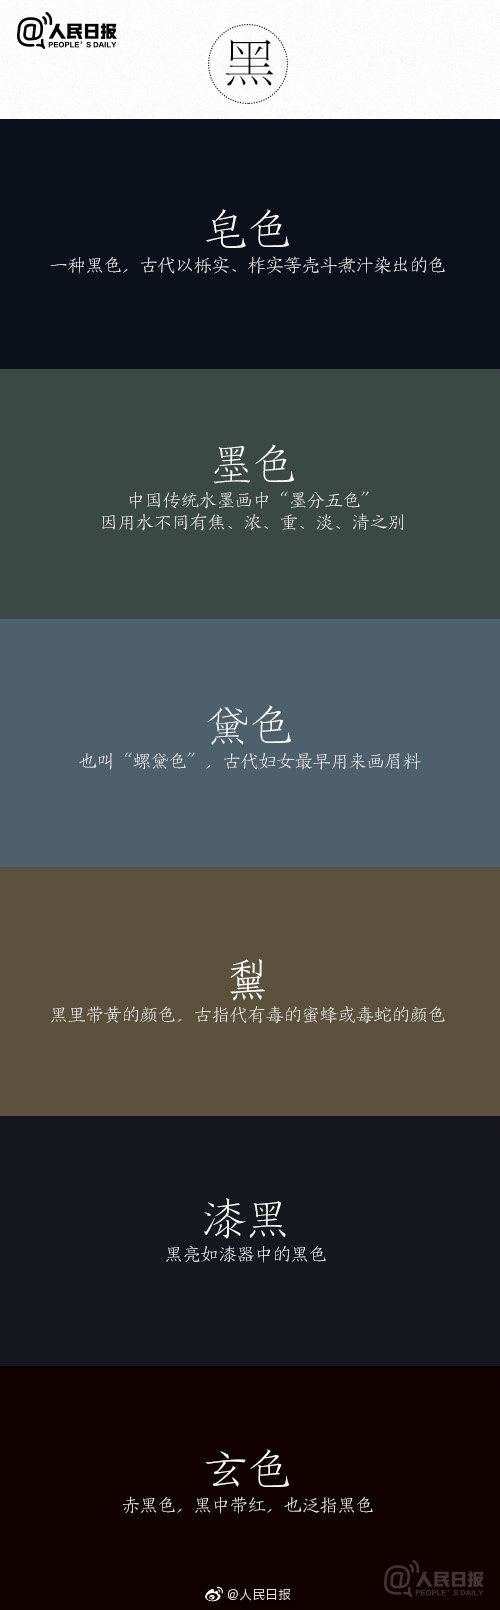 @人民日报
PEOPLE'S DAILY
黑
皂色
一种黑色，古代以栎实、柞实等壳斗煮汁染出的色
墨色
中国传统水墨画中“墨分五色”
因用水不同有焦、浓、重、淡、清之别
黛色
也叫“螺黛色”，古代妇女最早用来画眉料
黧
黑里带黄的颜色，古指代有毒的蜜蜂或毒蛇的颜色
漆黑
黑亮如漆器中的黑色
玄色
赤黑色，黑中带红，也泛指黑色
@人民日报
PEOPLE'S DAILY
@人民日报